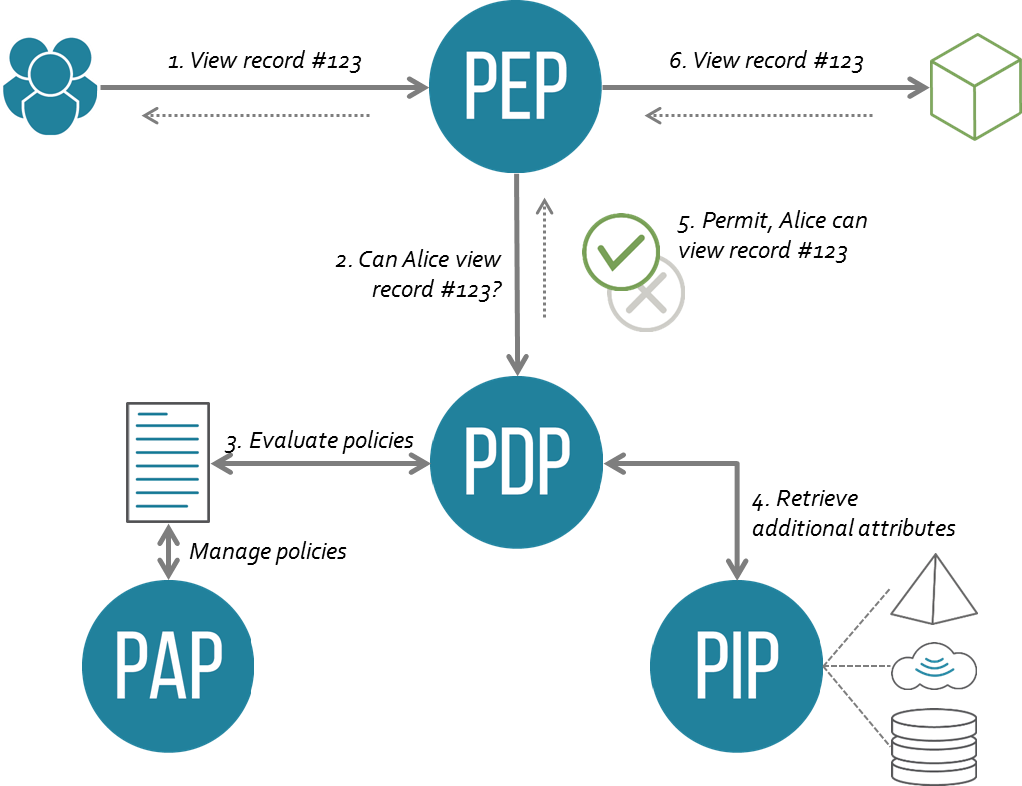 1. View record #123
PEP
6. View record #123
2. Can Alice view
record #123?
5. Permit, Alice can
view record #123
3. Evaluate policies
PDP
4. Retrieve
additional attributes
Manage policies
PAP
PIP